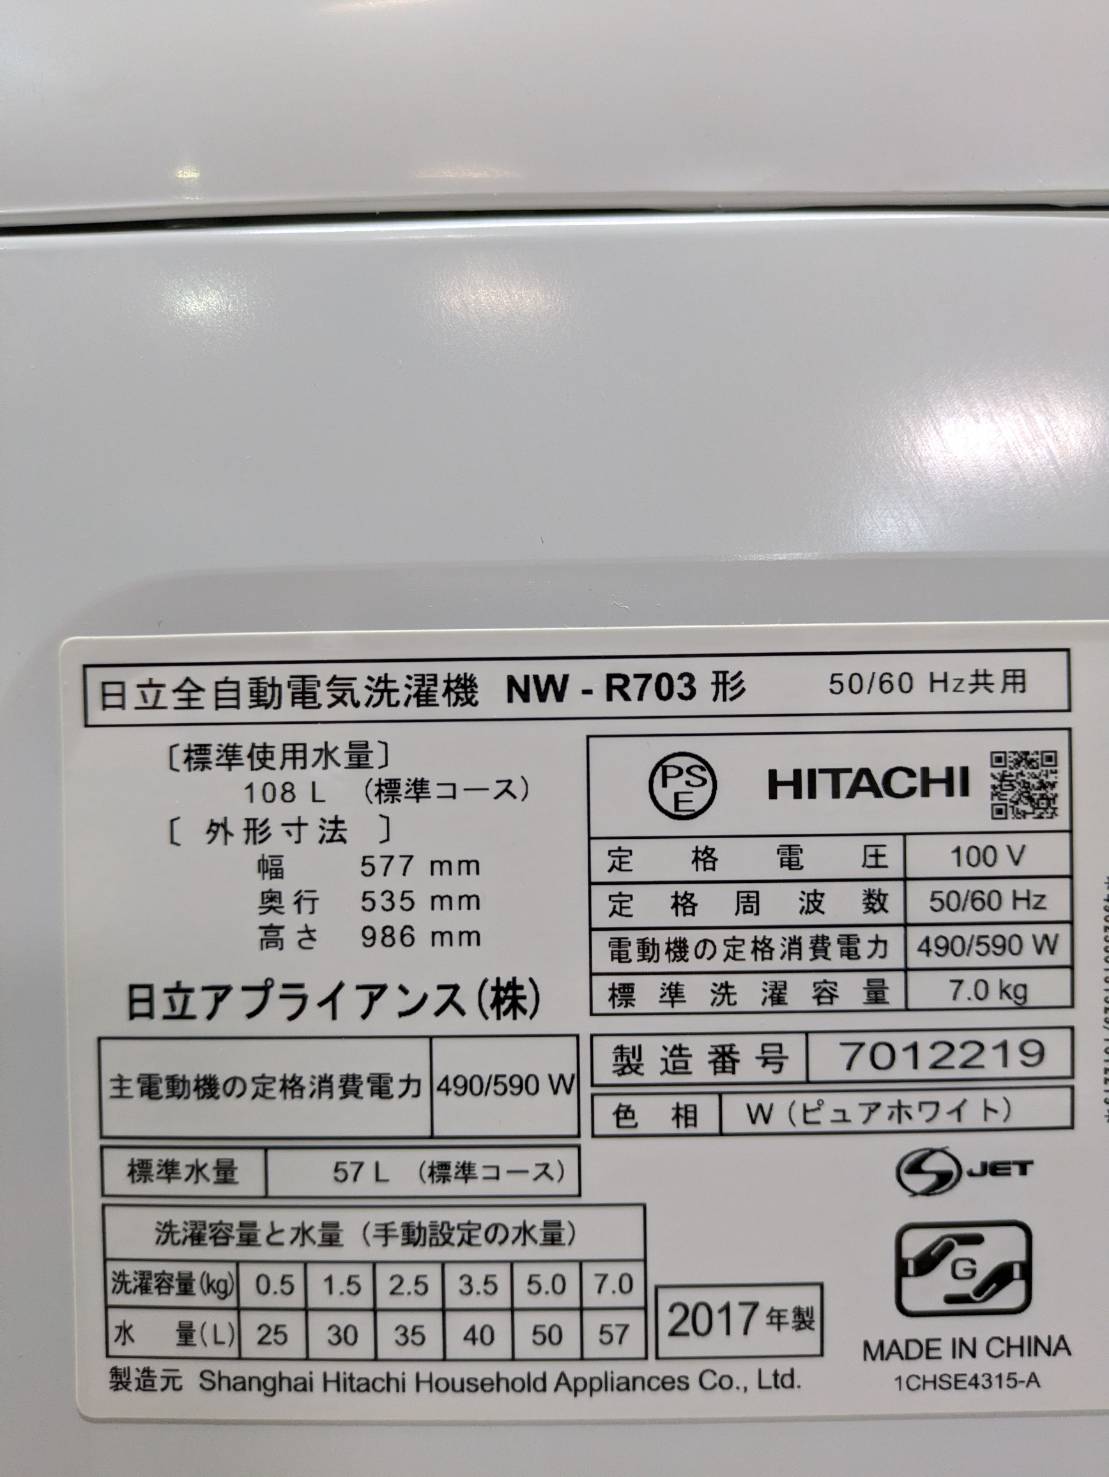 日立全自動電気洗濯機 NW - R703 形 50/60 Hz共用
〔標準使用水量〕
108 L （標準コース）
〔 外形寸法 〕
幅 577 mm
奥行 535 mm
高さ 986 mm
日立アプライアンス(株)
主電動機の定格消費電力 490/590 W
標準水量 57 L （標準コース）
洗濯容量と水量（手動設定の水量）
洗濯容量(kg) 0.5 1.5 2.5 3.5 5.0 7.0
水 量(L) 25 30 35 40 50 57
製造元 Shanghai Hitachi Household Appliances Co., Ltd.
PS
E
HITACHI
定格電圧 100 V
定格周波数 50/60 Hz
電動機の定格消費電力 490/590 W
標準洗濯容量 7.0 kg
製造番号 7012219
色相 W（ピュアホワイト）
S JET
G
2017年製
MADE IN CHINA
1CHSE4315-A